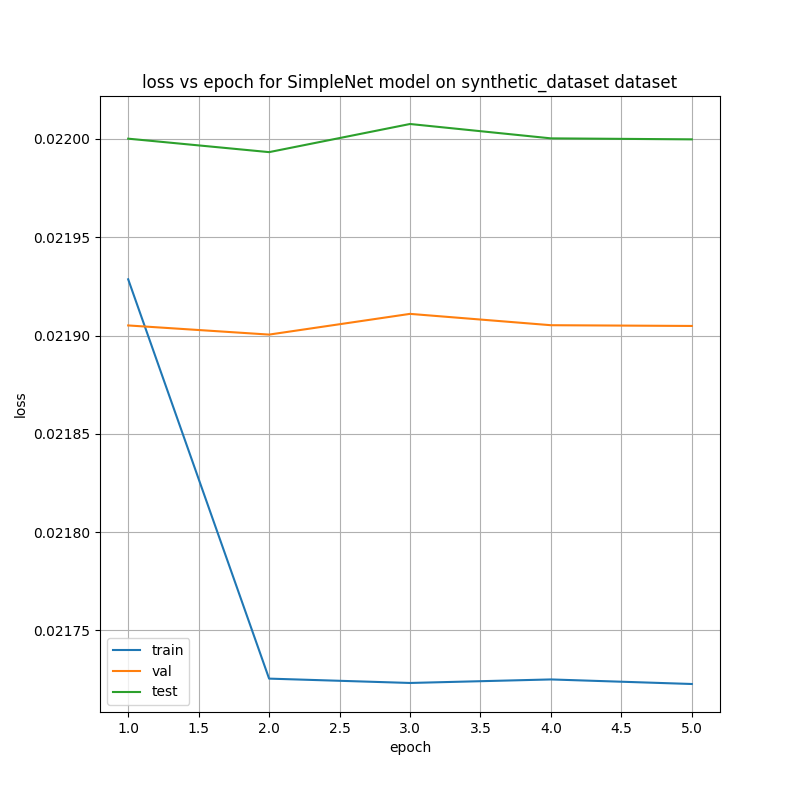 loss vs epoch for SimpleNet model on synthetic_dataset dataset
0.02200
0.02195
0.02190
0.02185
0.02180
0.02175
loss
train
val
test
1.0 1.5 2.0 2.5 3.0 3.5 4.0 4.5 5.0
epoch